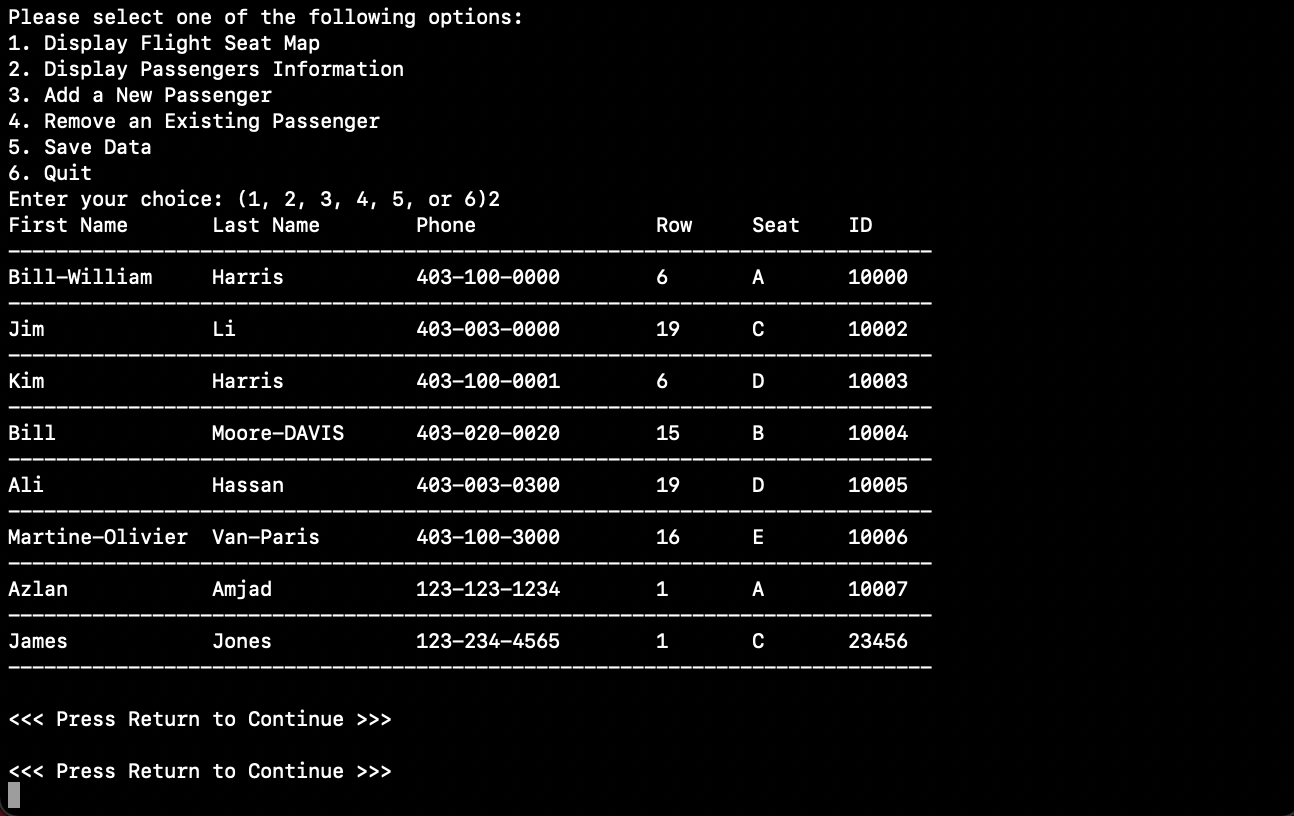 Please select one of the following options:
1. Display Flight Seat Map
2. Display Passengers Information
3. Add a New Passenger
4. Remove an Existing Passenger
5. Save Data
6. Quit
Enter your choice: (1, 2, 3, 4, 5, or 6)2
First Name Last Name Phone Row Seat ID
-----------------------------------------------------------------------------
Bill-William Harris 403-100-0000 6 A 10000
-----------------------------------------------------------------------------
Jim Li 403-003-0000 19 C 10002
-----------------------------------------------------------------------------
Kim Harris 403-100-0001 6 D 10003
-----------------------------------------------------------------------------
Bill Moore-DAVIS 403-020-0020 15 B 10004
-----------------------------------------------------------------------------
Ali Hassan 403-003-0300 19 D 10005
-----------------------------------------------------------------------------
Martine-Olivier Van-Paris 403-100-3000 16 E 10006
-----------------------------------------------------------------------------
Azlan Amjad 123-123-1234 1 A 10007
-----------------------------------------------------------------------------
James Jones 123-234-4565 1 C 23456
-----------------------------------------------------------------------------
<<< Press Return to Continue >>>
<<< Press Return to Continue >>>